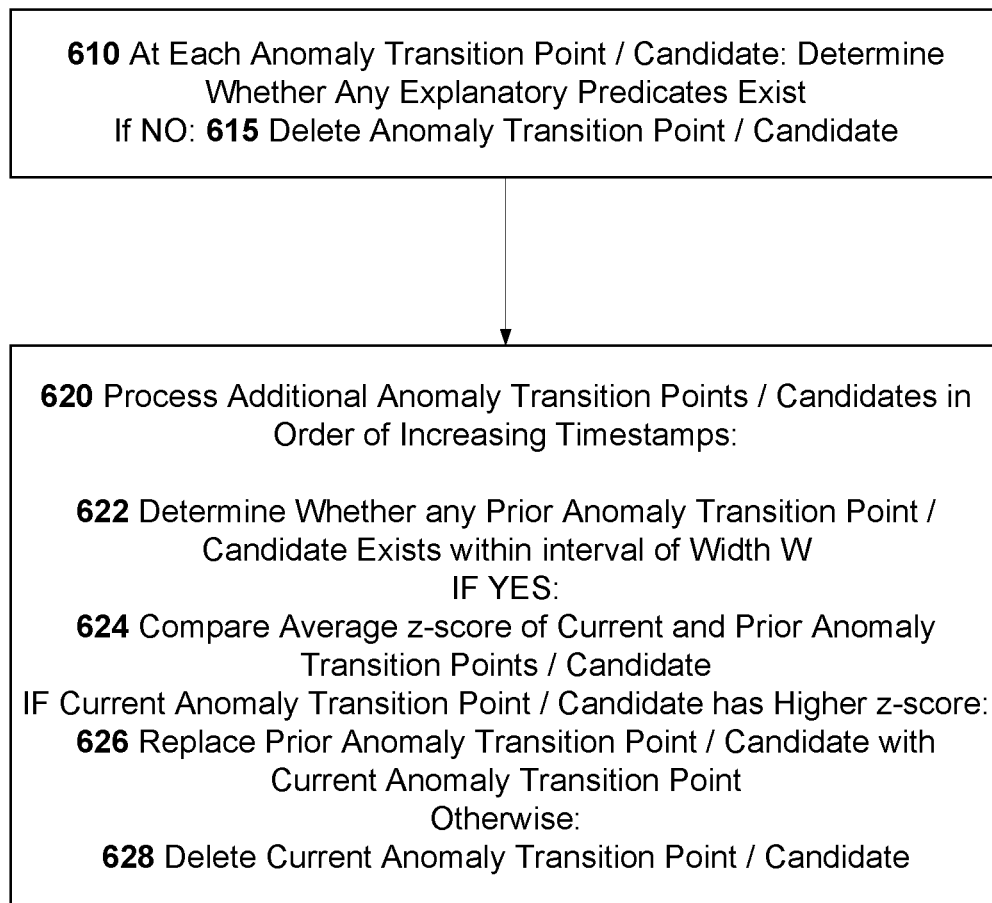 610 At Each Anomaly Transition Point / Candidate: Determine
Whether Any Explanatory Predicates Exist
If NO: 615 Delete Anomaly Transition Point / Candidate
620 Process Additional Anomaly Transition Points / Candidates in
Order of Increasing Timestamps:
622 Determine Whether any Prior Anomaly Transition Point /
Candidate Exists within interval of Width W
IF YES:
624 Compare Average z-score of Current and Prior Anomaly
Transition Points / Candidate
IF Current Anomaly Transition Point / Candidate has Higher z-score:
626 Replace Prior Anomaly Transition Point / Candidate with
Current Anomaly Transition Point
Otherwise:
628 Delete Current Anomaly Transition Point / Candidate